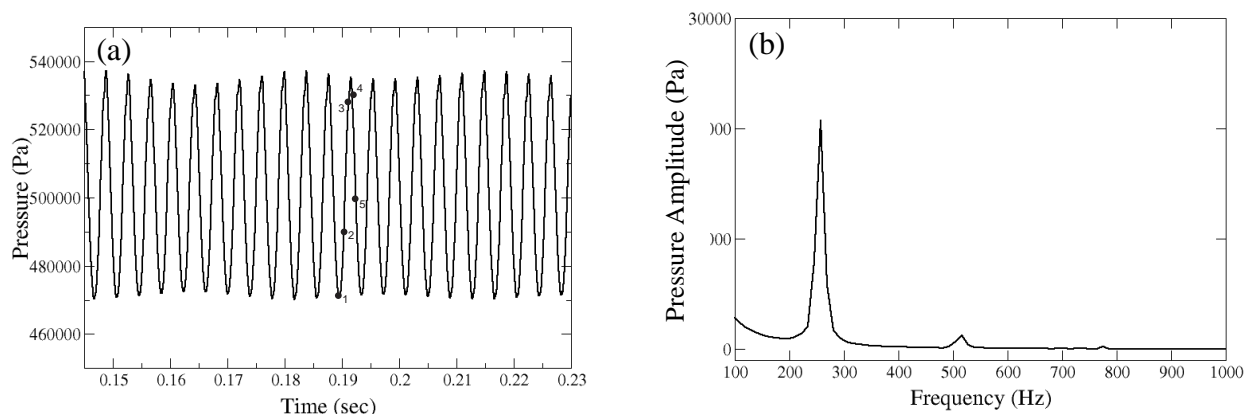 (a)
540000
520000
500000
480000
460000
Pressure (Pa)
4
3
5
2
1
0.15 0.16 0.17 0.18 0.19 0.2 0.21 0.22 0.23
Time (sec)
(b)
30000
000
000
0
Pressure Amplitude (Pa)
100 200 300 400 500 600 700 800 900 1000
Frequency (Hz)